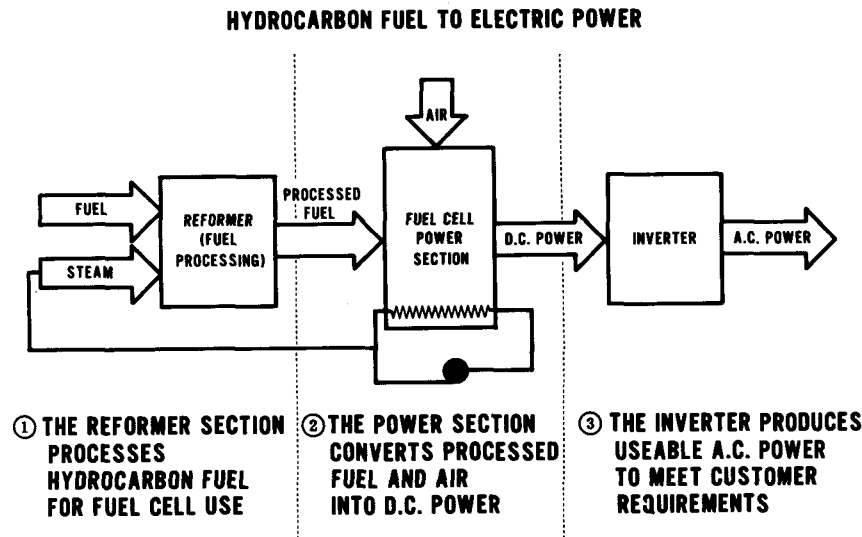 HYDROCARBON FUEL TO ELECTRIC POWER
AIR
FUEL
STEAM
REFORMER
(FUEL
PROCESSING)
PROCESSED
FUEL
FUEL CELL
POWER
SECTION
D.C. POWER
INVERTER
A.C. POWER
① THE REFORMER SECTION
PROCESSES
HYDROCARBON FUEL
FOR FUEL CELL USE
② THE POWER SECTION
CONVERTS PROCESSED
FUEL AND AIR
INTO D.C. POWER
③ THE INVERTER PRODUCES
USEABLE A.C. POWER
TO MEET CUSTOMER
REQUIREMENTS